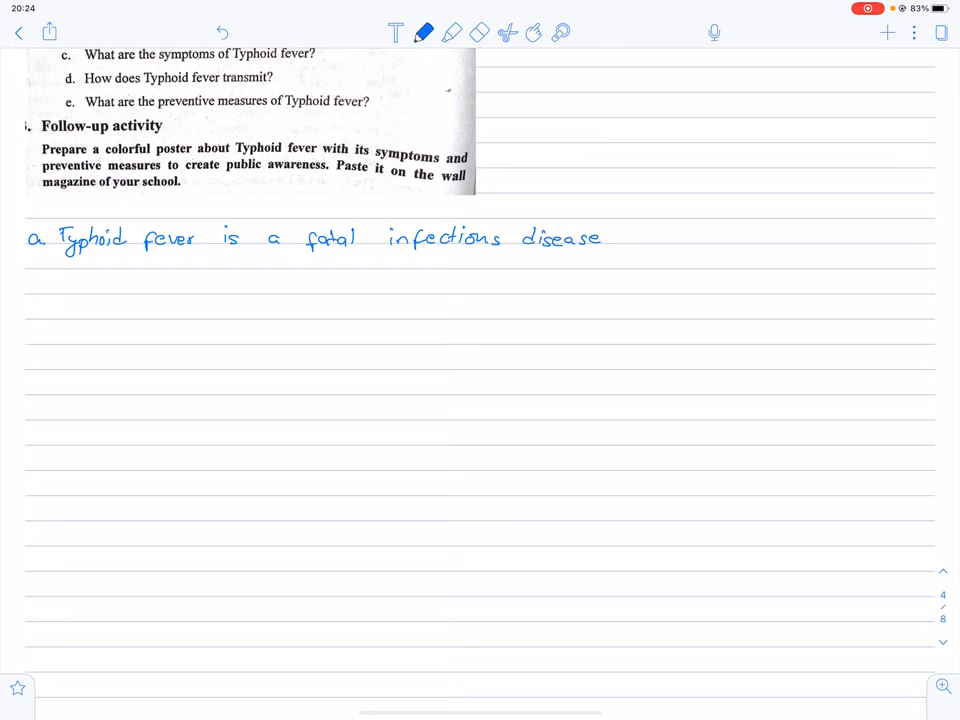 20:24
83%
c. What are the symptoms of Typhoid fever?
d. How does Typhoid fever transmit?
e. What are the preventive measures of Typhoid fever?
. Follow-up activity
Prepare a colorful poster about Typhoid fever with its symptoms and
preventive measures to create public awareness. Paste it on the wall
magazine of your school.
a. Typhoid fever is a fatal infections disease
4
/
8